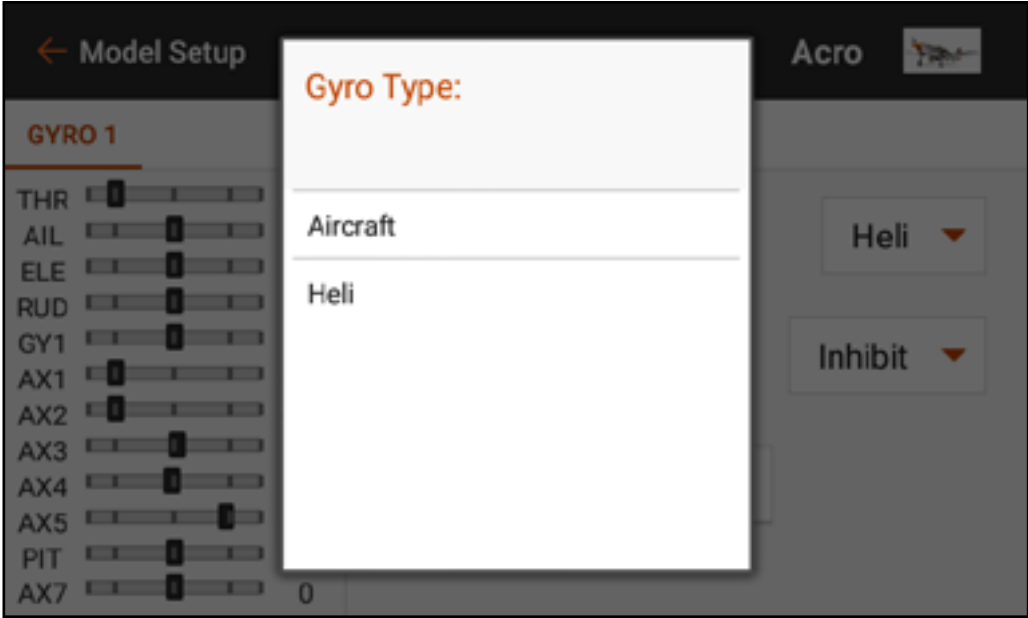 ← Model Setup
Acro
Gyro Type:
GYRO 1
Aircraft
Heli
THR
AIL
ELE
RUD
GY1
AX1
AX2
AX3
AX4
AX5
PIT
AX7
0
Heli
Inhibit